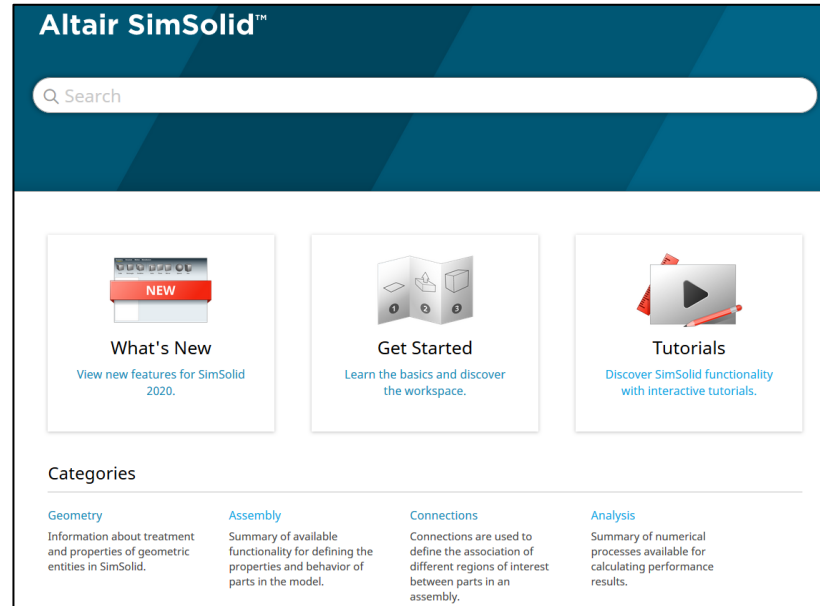 Altair SimSolid™
Search
NEW
What's New
View new features for SimSolid
2020.
1 2 3
Get Started
Learn the basics and discover
the workspace.
Tutorials
Discover SimSolid functionality
with interactive tutorials.
Categories
Geometry
Information about treatment
and properties of geometric
entities in SimSolid.
Assembly
Summary of available
functionality for defining the
properties and behavior of
parts in the model.
Connections
Connections are used to
define the association of
different regions of interest
between parts in an
assembly.
Analysis
Summary of numerical
processes available for
calculating performance
results.